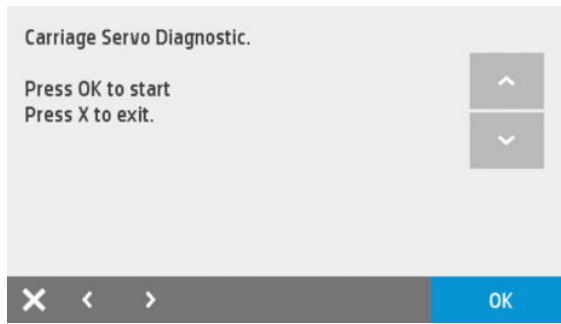 Carriage Servo Diagnostic.
Press OK to start
Press X to exit.
OK